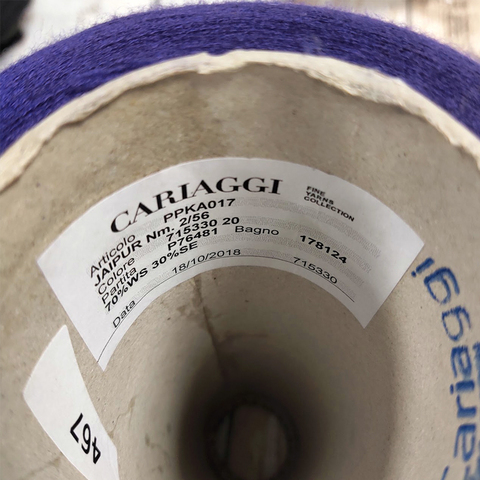 CARIAGGI
FINE
YARNS
COLLECTION
Articolo PPKA017
JAIPUR Nm. 2/56
Colore 715330 20 Bagno 178124
Partita P76481
70%WS 30%SE
Data 18/10/2018 715330
467
Cariaggi